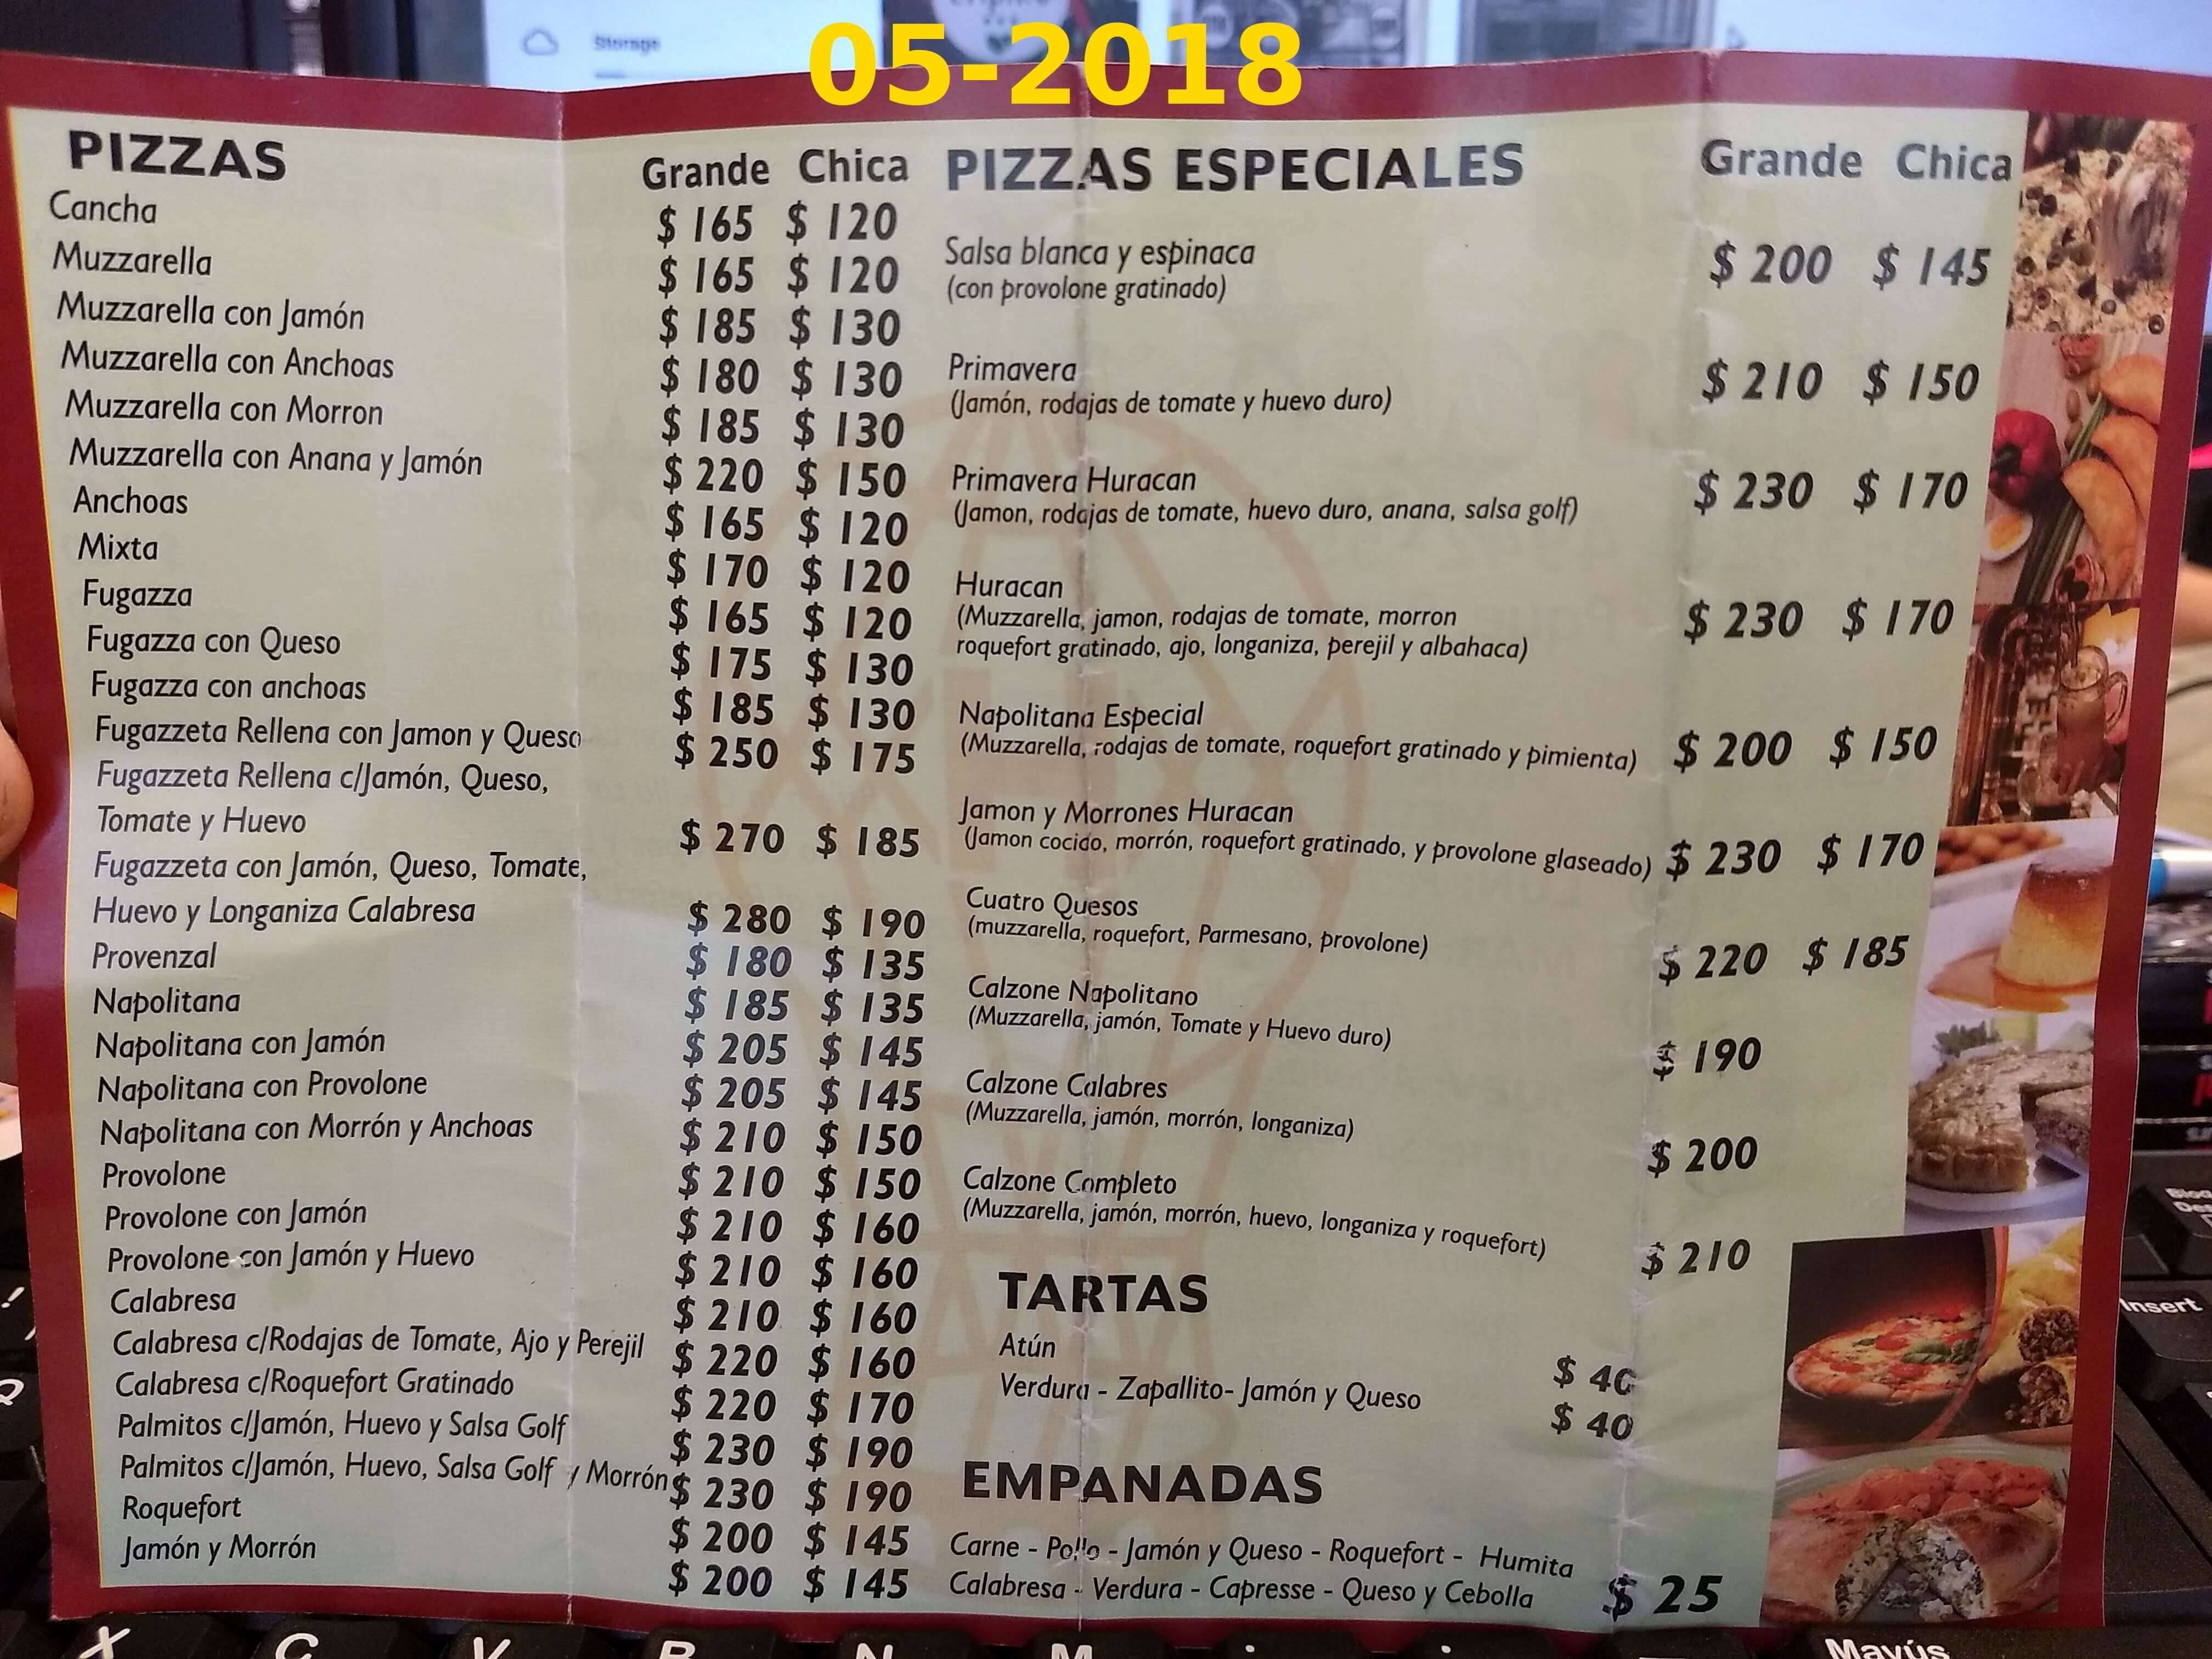 05-2018
Storage
PIZZAS
Grande Chica
Cancha $ 165 $ 120
Muzzarella $ 165 $ 120
Muzzarella con Jamón $ 185 $ 130
Muzzarella con Anchoas $ 180 $ 130
Muzzarella con Morron $ 185 $ 130
Muzzarella con Anana y Jamón $ 220 $ 150
Anchoas $ 165 $ 120
Mixta $ 170 $ 120
Fugazza $ 165 $ 120
Fugazza con Queso $ 175 $ 130
Fugazza con anchoas $ 185 $ 130
Fugazzeta Rellena con Jamon y Queso $ 250 $ 175
Fugazzeta Rellena c/Jamón, Queso,
Tomate y Huevo $ 270 $ 185
Fugazzeta con Jamón, Queso, Tomate,
Huevo y Longaniza Calabresa $ 280 $ 190
Provenzal $ 180 $ 135
Napolitana $ 185 $ 135
Napolitana con Jamón $ 205 $ 145
Napolitana con Provolone $ 205 $ 145
Napolitana con Morrón y Anchoas $ 210 $ 150
Provolone $ 210 $ 150
Provolone con Jamón $ 210 $ 160
Provolone con Jamón y Huevo $ 210 $ 160
Calabresa $ 210 $ 160
Calabresa c/Rodajas de Tomate, Ajo y Perejil $ 220 $ 160
Calabresa c/Roquefort Gratinado $ 220 $ 170
Palmitos c/Jamón, Huevo y Salsa Golf $ 230 $ 190
Palmitos c/Jamón, Huevo, Salsa Golf y Morrón $ 230 $ 190
Roquefort $ 200 $ 145
Jamón y Morrón $ 200 $ 145
PIZZAS ESPECIALES
Grande Chica
Salsa blanca y espinaca
(con provolone gratinado) $ 200 $ 145
Primavera
(Jamón, rodajas de tomate y huevo duro) $ 210 $ 150
Primavera Huracan
(Jamon, rodajas de tomate, huevo duro, anana, salsa golf) $ 230 $ 170
Huracan
(Muzzarella, jamon, rodajas de tomate, morron $ 230 $ 170
roquefort gratinado, ajo, longaniza, perejil y albahaca)
Napolitana Especial
(Muzzarella, rodajas de tomate, roquefort gratinado y pimienta) $ 200 $ 150
Jamon y Morrones Huracan
(Jamon cocido, morrón, roquefort gratinado, y provolone glaseado) $ 230 $ 170
Cuatro Quesos
(muzzarella, roquefort, Parmesano, provolone) $ 220 $ 185
Calzone Napolitano
(Muzzarella, jamón, Tomate y Huevo duro) $ 190
Calzone Calabres
(Muzzarella, jamón, morrón, longaniza) $ 200
Calzone Completo
(Muzzarella, jamón, morrón, huevo, longaniza y roquefort) $ 210
TARTAS
Atún $ 40
Verdura - Zapallito- Jamón y Queso $ 40
EMPANADAS
Carne - Pollo - Jamón y Queso - Roquefort - Humita
Calabresa - Verdura - Capresse - Queso y Cebolla $ 25
Insert
X C V B N M
Mayús